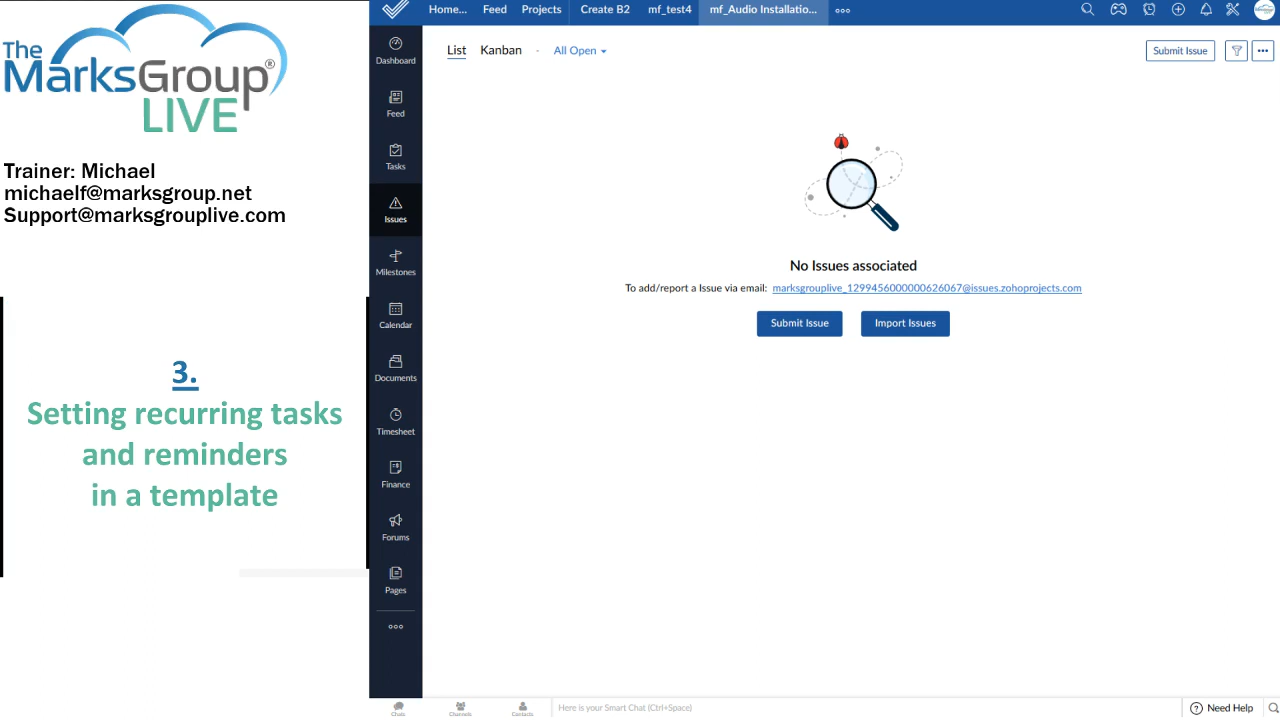 The
MarksGroup®
LIVE
Trainer: Michael
michaelf@marksgroup.net
Support@marksgrouplive.com
3.
Setting recurring tasks
and reminders
in a template
Home... Feed Projects Create B2 mf_test4 mf_Audio Installatio...
Dashboard
Feed
Tasks
Issues
Milestones
Calendar
Documents
Timesheet
Finance
Forums
Pages
List Kanban - All Open
Submit Issue
No Issues associated
To add/report a Issue via email: marksgrouplive_1299456000000626067@issues.zohoprojects.com
Submit Issue Import Issues
Chats Channels Contacts Here is your Smart Chat (Ctrl+Space) Need Help